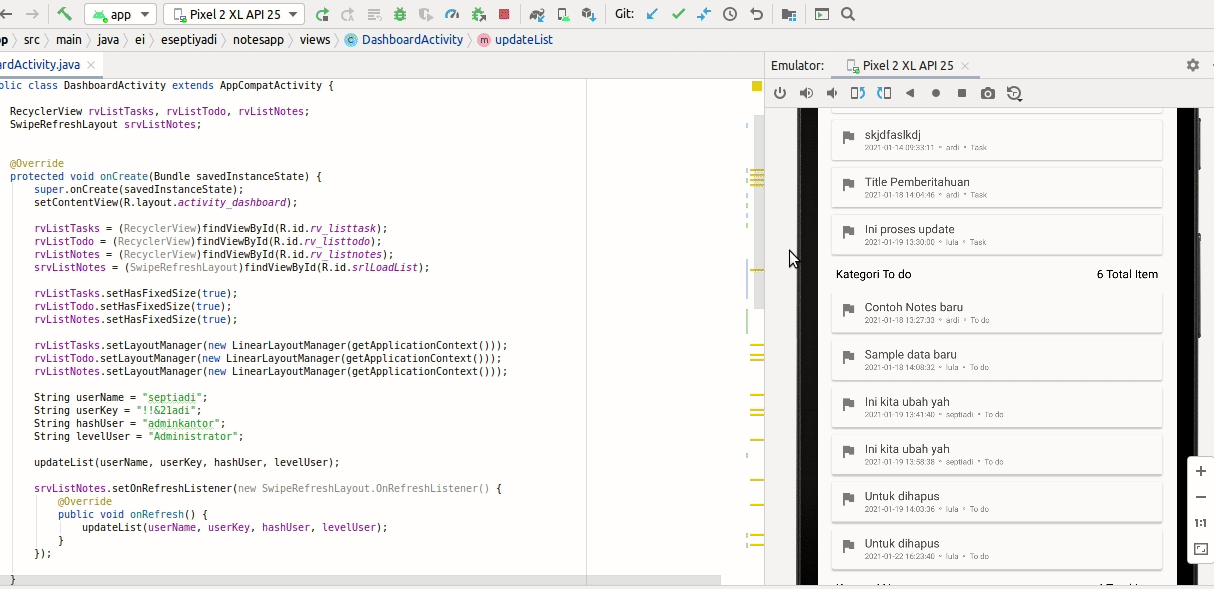 app
Pixel 2 XL API 25
Git:
src
main
java
ei
eseptiyadi
notesapp
views
DashboardActivity
updateList
ardActivity.java
Emulator:
Pixel 2 XL API 25
blic class DashboardActivity extends AppCompatActivity {
RecyclerView rvListTasks, rvListTodo, rvListNotes;
SwipeRefreshLayout srvListNotes;
@Override
protected void onCreate(Bundle savedInstanceState) {
super.onCreate(savedInstanceState);
setContentView(R.layout.activity_dashboard);
rvListTasks = (RecyclerView)findViewById(R.id.rv_listtask);
rvListTodo = (RecyclerView)findViewById(R.id.rv_listtodo);
rvListNotes = (RecyclerView)findViewById(R.id.rv_listnotes);
srvListNotes = (SwipeRefreshLayout)findViewById(R.id.srlLoadList);
rvListTasks.setHasFixedSize(true);
rvListTodo.setHasFixedSize(true);
rvListNotes.setHasFixedSize(true);
rvListTasks.setLayoutManager(new LinearLayoutManager(getApplicationContext()));
rvListTodo.setLayoutManager(new LinearLayoutManager(getApplicationContext()));
rvListNotes.setLayoutManager(new LinearLayoutManager(getApplicationContext()));
String userName = "septiadi";
String userKey = "!!&21adi";
String hashUser = "adminkantor";
String levelUser = "Administrator";
updateList(userName, userKey, hashUser, levelUser);
srvListNotes.setOnRefreshListener(new SwipeRefreshLayout.OnRefreshListener() {
@Override
public void onRefresh() {
updateList(userName, userKey, hashUser, levelUser);
}
});
}
skjdfaslkdj
2021-01-14 09:33:11 • ardi • Task
Title Pemberitahuan
2021-01-18 14:04:46 • ardi • Task
Ini proses update
2021-01-19 13:30:00 • lula • Task
Kategori To do
6 Total Item
Contoh Notes baru
2021-01-18 13:27:33 • ardi • To do
Sample data baru
2021-01-18 14:08:32 • lula • To do
Ini kita ubah yah
2021-01-19 13:41:40 • septiadi • To do
Ini kita ubah yah
2021-01-19 13:58:38 • septiadi • To do
Untuk dihapus
2021-01-19 14:03:36 • lula • To do
Untuk dihapus
2021-01-22 16:23:40 • lula • To do
1:1